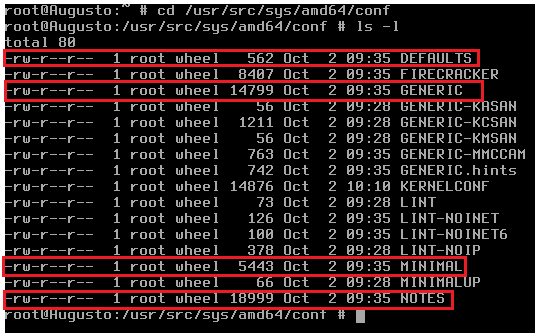 root@Augusto:~ # cd /usr/src/sys/amd64/conf
root@Augusto:/usr/src/sys/amd64/conf # ls -l
total 80
-rw-r--r-- 1 root wheel 562 Oct 2 09:35 DEFAULTS
-rw-r--r-- 1 root wheel 8407 Oct 2 09:35 FIRECRACKER
-rw-r--r-- 1 root wheel 14799 Oct 2 09:35 GENERIC
-rw-r--r-- 1 root wheel 56 Oct 2 09:28 GENERIC-KASAN
-rw-r--r-- 1 root wheel 1211 Oct 2 09:28 GENERIC-KCSAN
-rw-r--r-- 1 root wheel 56 Oct 2 09:28 GENERIC-KMSAN
-rw-r--r-- 1 root wheel 763 Oct 2 09:35 GENERIC-MMCCAM
-rw-r--r-- 1 root wheel 742 Oct 2 09:35 GENERIC.hints
-rw-r--r-- 1 root wheel 14876 Oct 2 10:10 KERNELCONF
-rw-r--r-- 1 root wheel 73 Oct 2 09:28 LINT
-rw-r--r-- 1 root wheel 126 Oct 2 09:35 LINT-NOINET
-rw-r--r-- 1 root wheel 100 Oct 2 09:35 LINT-NOINET6
-rw-r--r-- 1 root wheel 378 Oct 2 09:28 LINT-NOIP
-rw-r--r-- 1 root wheel 5443 Oct 2 09:35 MINIMAL
-rw-r--r-- 1 root wheel 66 Oct 2 09:28 MINIMALUP
-rw-r--r-- 1 root wheel 18999 Oct 2 09:35 NOTES
root@Augusto:/usr/src/sys/amd64/conf #